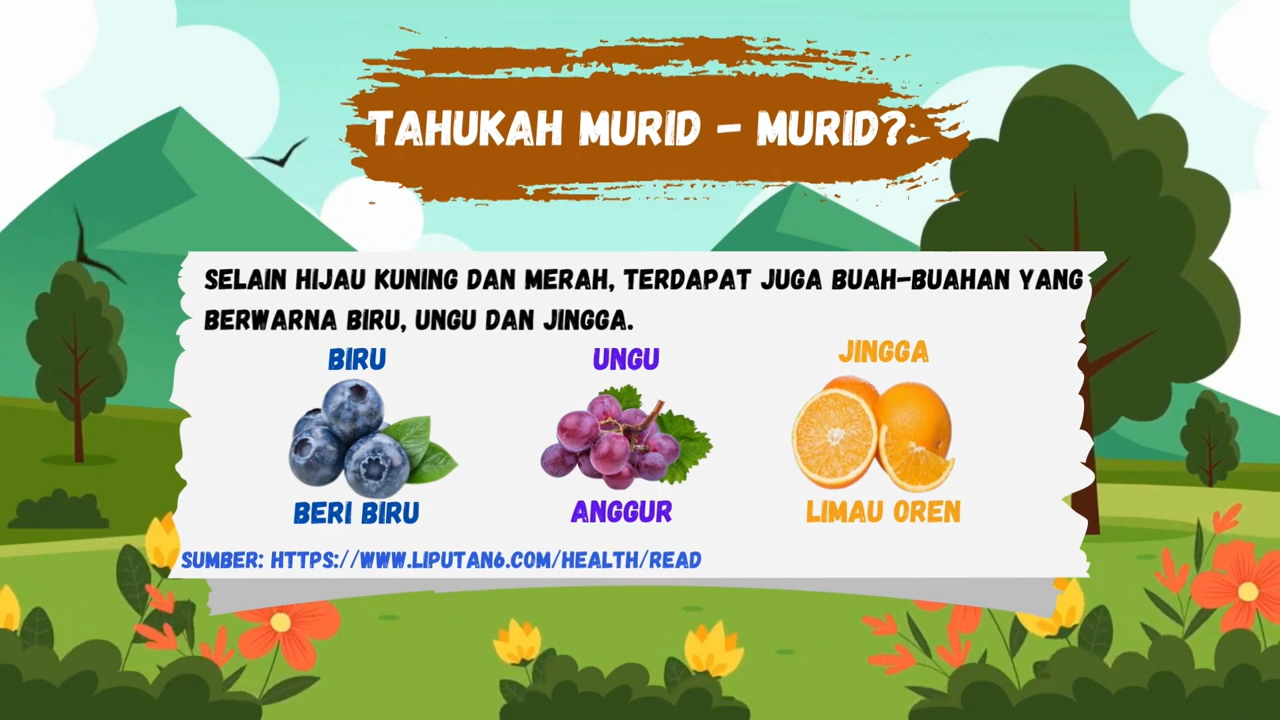 TAHUKAH MURID - MURID?
SELAIN HIJAU KUNING DAN MERAH, TERDAPAT JUGA BUAH-BUAHAN YANG
BERWARNA BIRU, UNGU DAN JINGGA.
BIRU
UNGU
JINGGA
BERI BIRU
ANGGUR
LIMAU OREN
SUMBER: HTTPS://WWW.LIPUTAN6.COM/HEALTH/READ